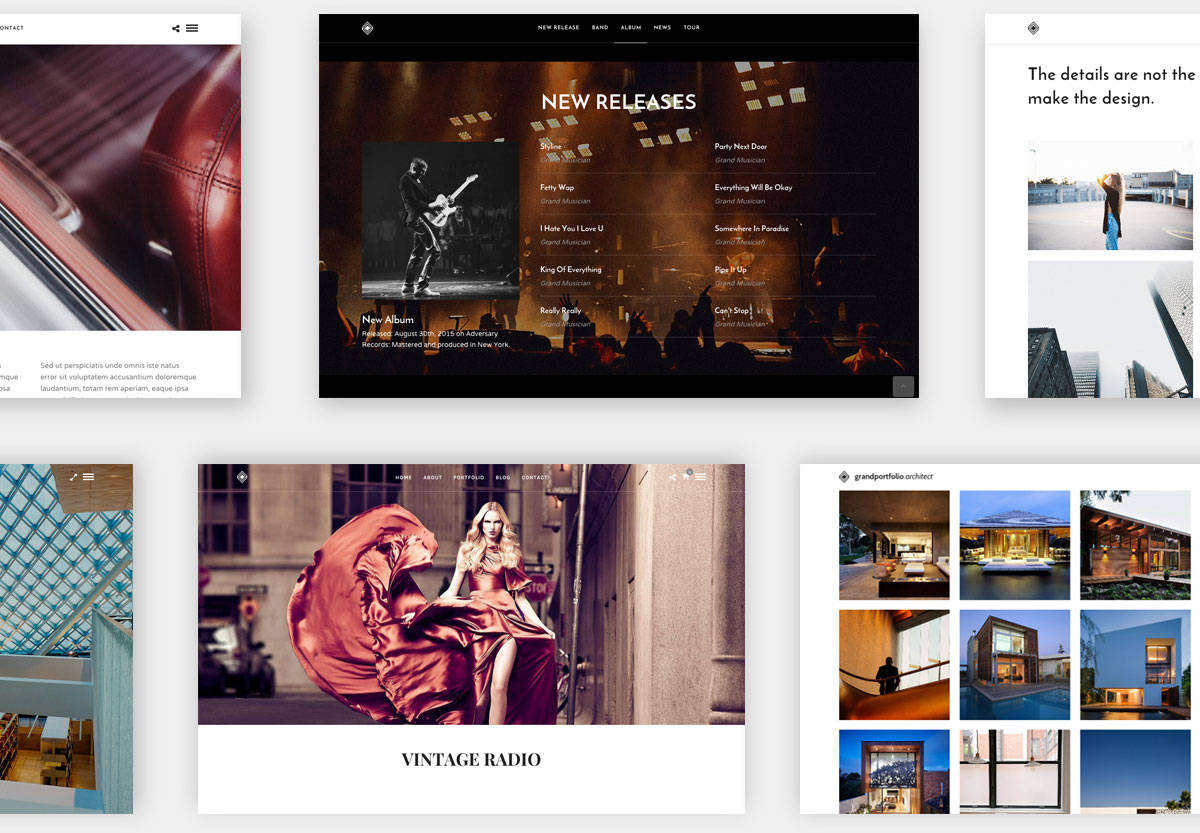 ONTACT
Sed ut perspiciatis unde omnis iste natus
mque error sit voluptatem accusantium doloremque
laudantium, totam rem aperiam, eaque ipsa
NEW RELEASE BAND ALBUM NEWS TOUR
NEW RELEASES
Styline
Grand Musician
Party Next Door
Grand Musician
Fetty Wap
Grand Musician
Everything Will Be Okay
Grand Musician
I Hate You I Love U
Grand Musician
Somewhere In Paradise
Grand Musician
King Of Everything
Grand Musician
Pipe It Up
Grand Musician
Really Really
Grand Musician
Can't Stop
Grand Musician
New Album
Released: August 30th, 2015 on Adversary
Records: Mastered and produced in New York.
The details are not the
make the design.
HOME ABOUT PORTFOLIO BLOG CONTACT
STOP
VINTAGE RADIO
grandportfolio.architect